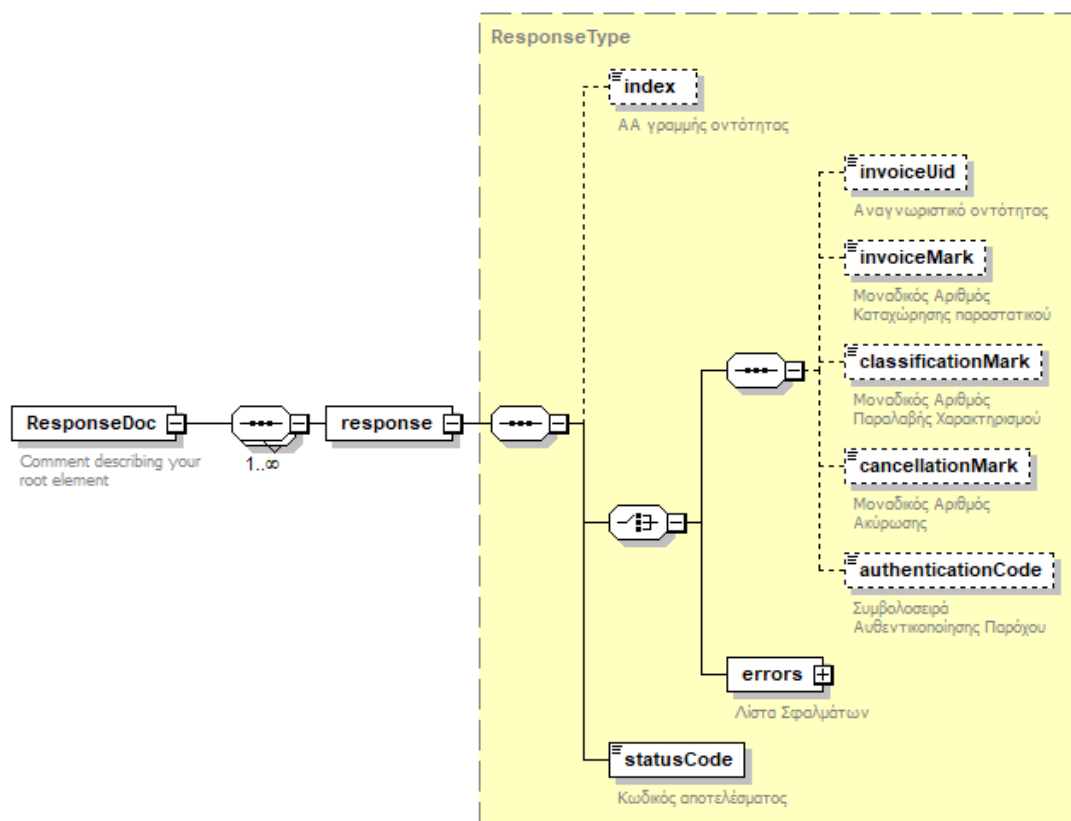 ResponseType
index
ΑΑ γραμμής οντότητας
invoiceUid
Αναγνωριστικό οντότητας
invoiceMark
Μοναδικός Αριθμός
Καταχώρησης παραστατικού
classificationMark
Μοναδικός Αριθμός
Παραλαβής Χαρακτηρισμού
ResponseDoc
Comment describing your
root element
1..∞
response
cancellationMark
Μοναδικός Αριθμός
Ακύρωσης
authenticationCode
Συμβολοσειρά
Αυθεντικοποίησης Παρόχου
errors
Λίστα Σφαλμάτων
statusCode
Κωδικός αποτελέσματος